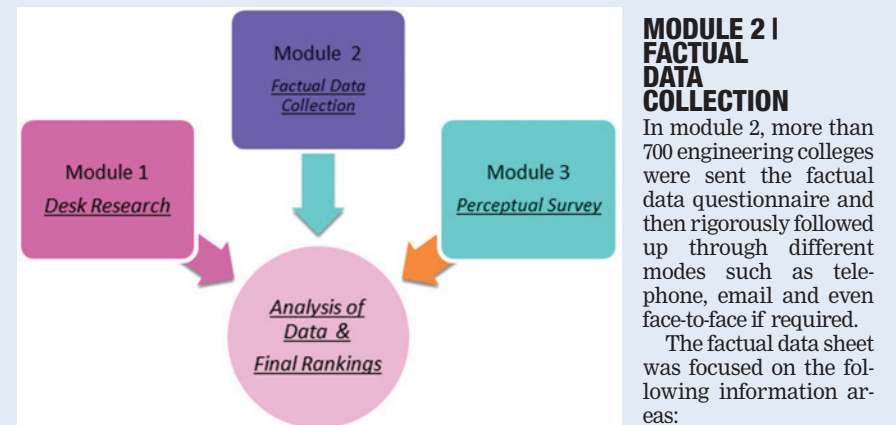 Module 2
Factual Data
Collection
Module 1
Desk Research
Module 3
Perceptual Survey
Analysis of
Data &
Final Rankings
MODULE 2 |
FACTUAL
DATA
COLLECTION
In module 2, more than
700 engineering colleges
were sent the factual
data questionnaire and
then rigorously followed
up through different
modes such as tele-
phone, email and even
face-to-face if required.
The factual data sheet
was focused on the fol-
lowing information ar-
eas: